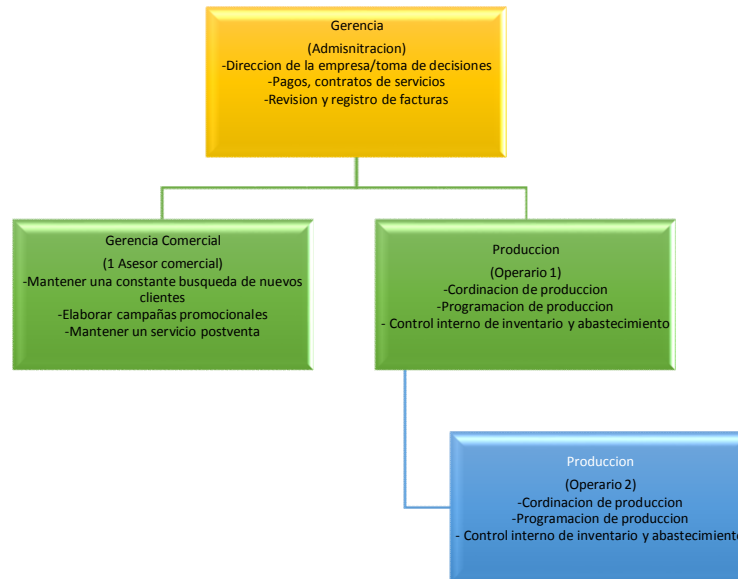 Gerencia
(Admisnitracion)
-Direccion de la empresa/toma de decisiones
-Pagos, contratos de servicios
-Revision y registro de facturas
Gerencia Comercial
(1 Asesor comercial)
-Mantener una constante busqueda de nuevos
clientes
-Elaborar campañas promocionales
-Mantener un servicio postventa
Produccion
(Operario 1)
-Cordinacion de produccion
-Programacion de produccion
- Control interno de inventario y abastecimiento
Produccion
(Operario 2)
-Cordinacion de produccion
-Programacion de produccion
- Control interno de inventario y abastecimiento